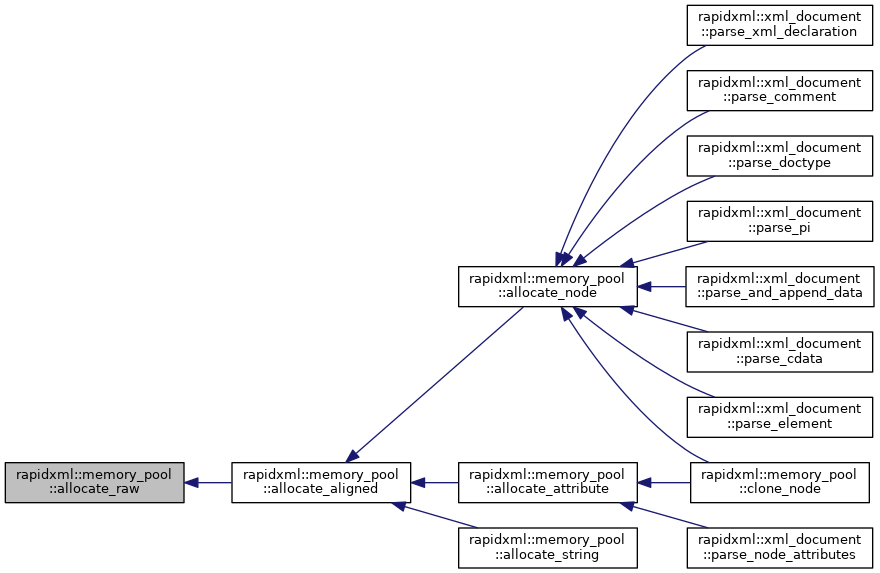 rapidxml::xml_document
::parse_xml_declaration
rapidxml::xml_document
::parse_comment
rapidxml::xml_document
::parse_doctype
rapidxml::xml_document
::parse_pi
rapidxml::memory_pool
::allocate_node
rapidxml::xml_document
::parse_and_append_data
rapidxml::xml_document
::parse_cdata
rapidxml::xml_document
::parse_element
rapidxml::memory_pool
::allocate_raw
rapidxml::memory_pool
::allocate_aligned
rapidxml::memory_pool
::allocate_attribute
rapidxml::memory_pool
::clone_node
rapidxml::memory_pool
::allocate_string
rapidxml::xml_document
::parse_node_attributes